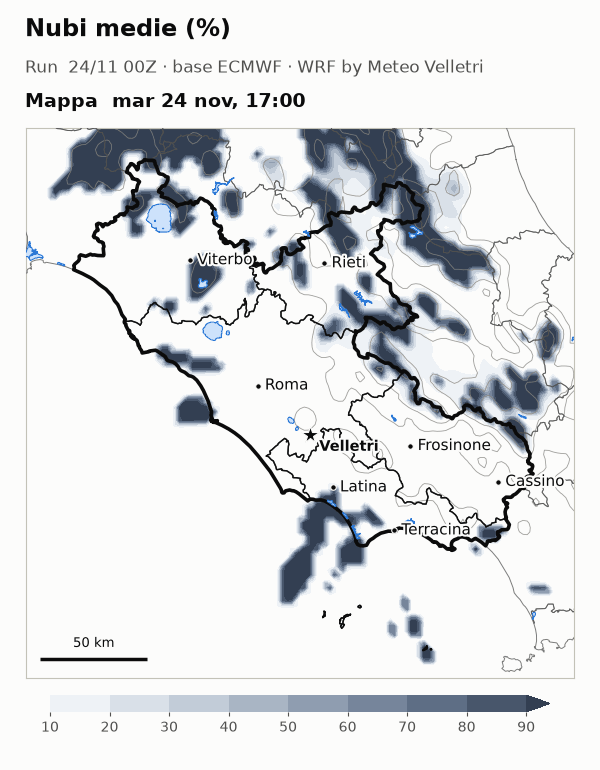 Nubi medie (%)
Run  24/11 00Z · base ECMWF · WRF by Meteo Velletri
Mappa  mar 24 nov, 17:00
Viterbo
Rieti
Roma
Velletri
Frosinone
Latina
Cassino
Terracina
50 km
10 20 30 40 50 60 70 80 90